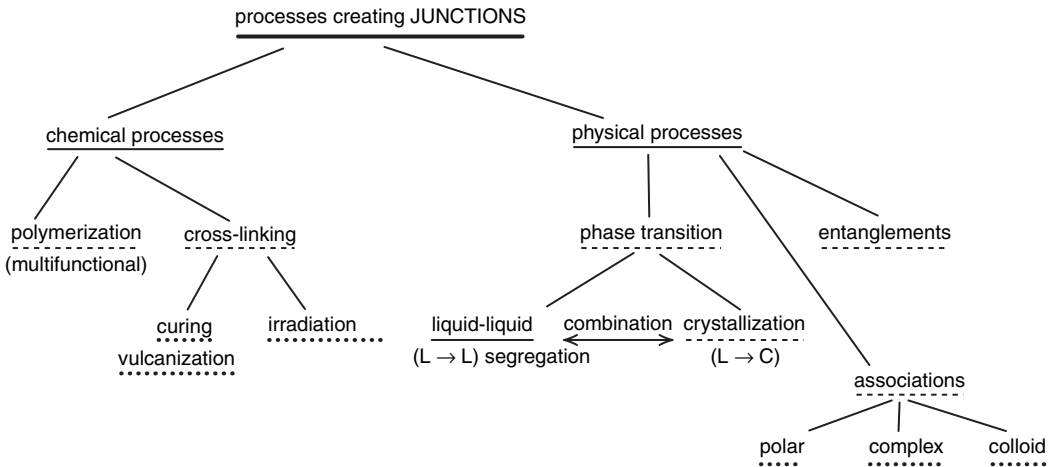 processes creating JUNCTIONS
chemical processes
physical processes
polymerization
(multifunctional)
cross-linking
phase transition
entanglements
curing
vulcanization
irradiation
liquid-liquid
(L → L) segregation
combination
crystallization
(L → C)
associations
polar
complex
colloid